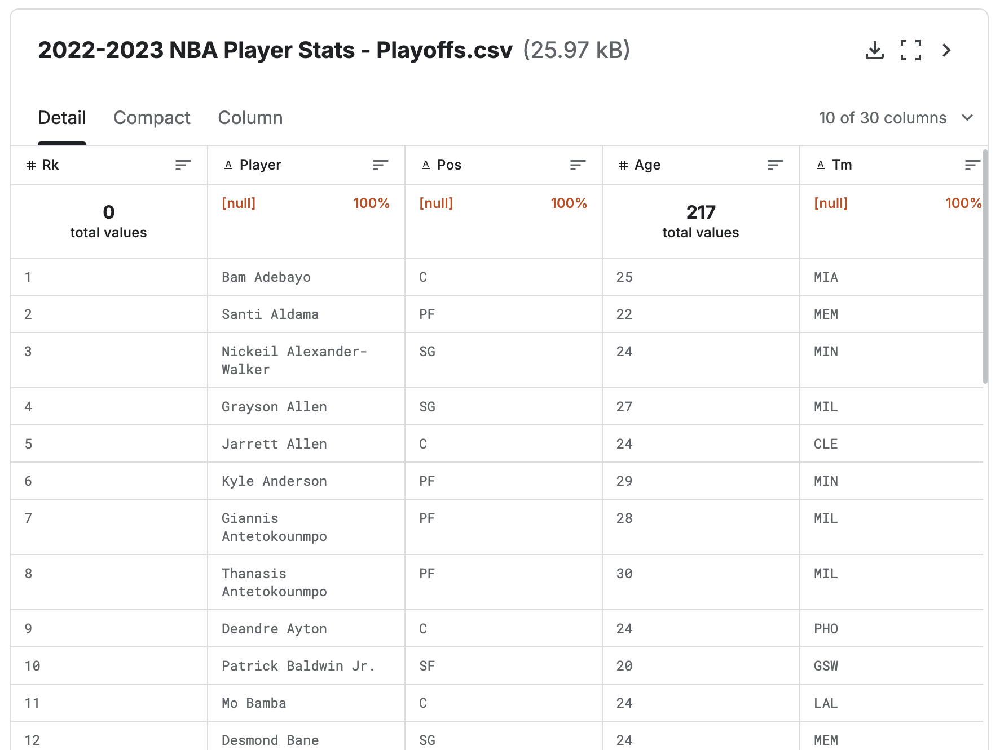 2022-2023 NBA Player Stats - Playoffs.csv (25.97 kB)
Detail Compact Column 10 of 30 columns
# Rk A Player A Pos # Age A Tm
[null] 100% [null] 100% [null] 100%
0 217
total values total values
1 Bam Adebayo C 25 MIA
2 Santi Aldama PF 22 MEM
3 Nickeil Alexander- SG 24 MIN
Walker
4 Grayson Allen SG 27 MIL
5 Jarrett Allen C 24 CLE
6 Kyle Anderson PF 29 MIN
7 Giannis PF 28 MIL
Antetokounmpo
8 Thanasis PF 30 MIL
Antetokounmpo
9 Deandre Ayton C 24 PHO
10 Patrick Baldwin Jr. SF 20 GSW
11 Mo Bamba C 24 LAL
12 Desmond Bane SG 24 MEM